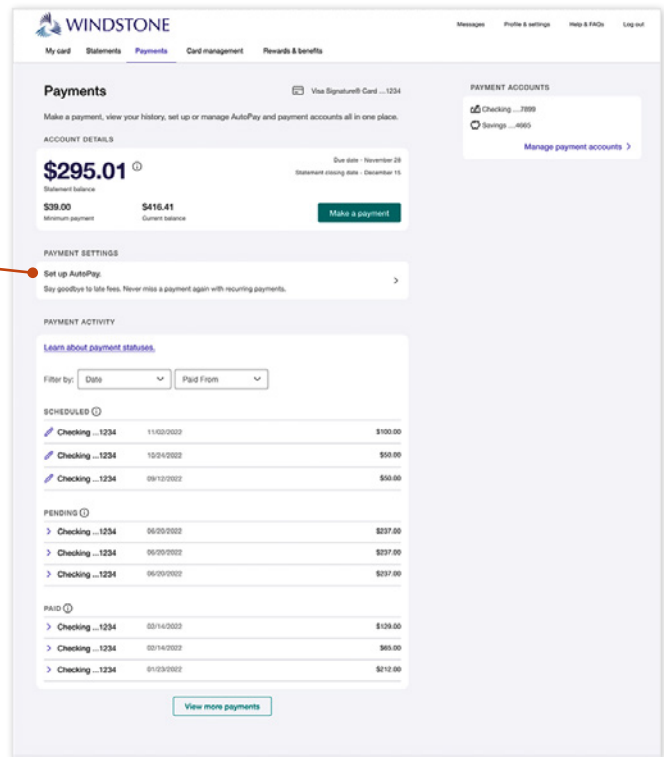 WINDSTONE
Messages Profile & settings Help & FAQs Log out
My card Statements Payments Card management Rewards & benefits
Payments
Visa Signature® Card ...1234
Make a payment, view your history, set up or manage AutoPay and payment accounts all in one place.
ACCOUNT DETAILS
$295.01
Statement balance
Due date - November 28
Statement closing date - December 15
$39.00 $416.41
Minimum payment Current balance
Make a payment
PAYMENT SETTINGS
Set up AutoPay.
Say goodbye to late fees. Never miss a payment again with recurring payments.
PAYMENT ACTIVITY
Learn about payment statuses.
Filter by: Date Paid From
SCHEDULED
Checking ...1234 11/02/2022 $100.00
Checking ...1234 10/24/2022 $50.00
Checking ...1234 09/12/2022 $50.00
PENDING
Checking ...1234 06/20/2022 $237.00
Checking ...1234 06/20/2022 $237.00
Checking ...1234 06/20/2022 $237.00
PAID
Checking ...1234 02/14/2022 $139.00
Checking ...1234 02/14/2022 $65.00
Checking ...1234 01/23/2022 $212.00
View more payments
PAYMENT ACCOUNTS
Checking ....7899
Savings ....4665
Manage payment accounts